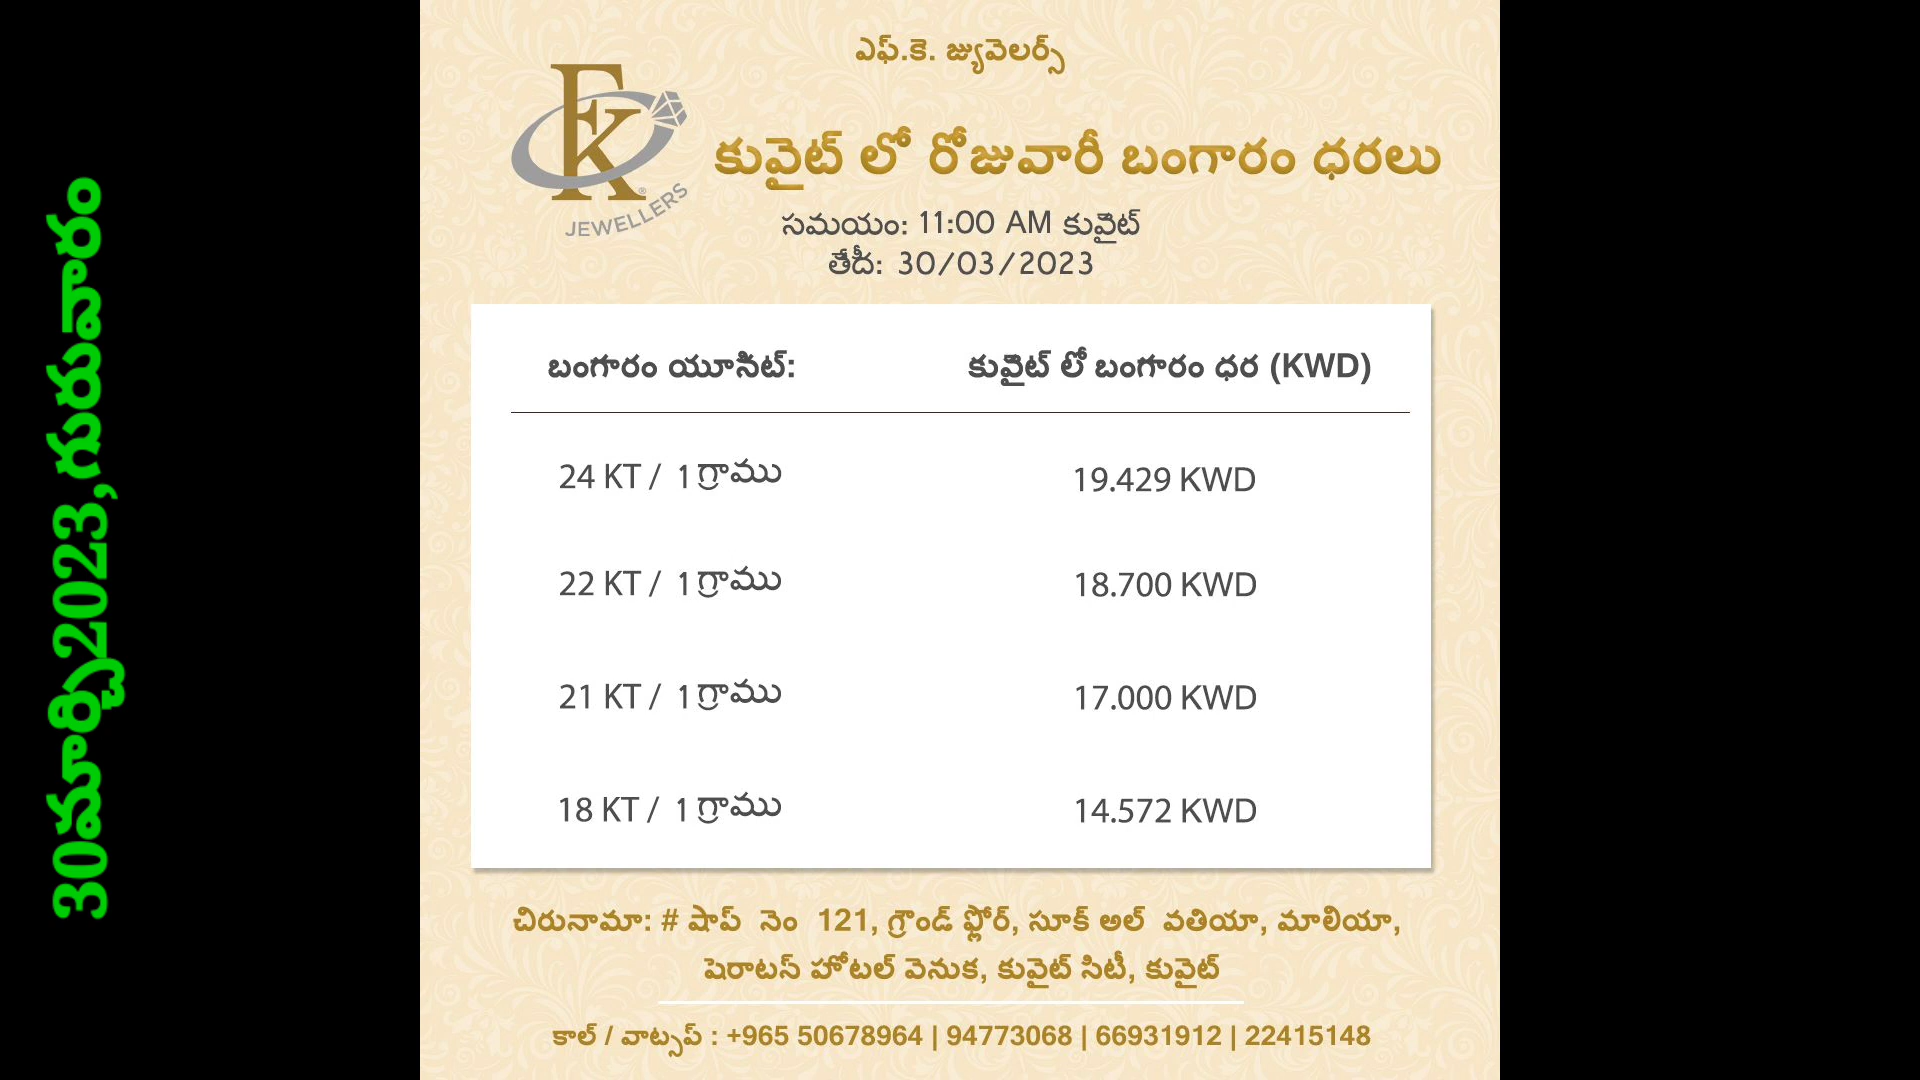 30మార్చి2023,గురువారం
ఎఫ్.కె. జ్యువెలర్స్
FK
JEWELLERS
®
కువైట్ లో రోజువారీ బంగారం ధరలు
సమయం: 11:00 AM కువైట్
తేదీ: 30/03/2023
బంగారం యూనిట్: కువైట్ లో బంగారం ధర (KWD)
24 KT / 1 గ్రాము 19.429 KWD
22 KT / 1 గ్రాము 18.700 KWD
21 KT / 1 గ్రాము 17.000 KWD
18 KT / 1 గ్రాము 14.572 KWD
చిరునామా: # షాప్ నెం 121, గ్రౌండ్ ఫ్లోర్, సూక్ అల్ వతియా, మాలియా,
షెరాటన్ హోటల్ వెనుక, కువైట్ సిటీ, కువైట్
కాల్ / వాట్సప్ : +965 50678964 | 94773068 | 66931912 | 22415148